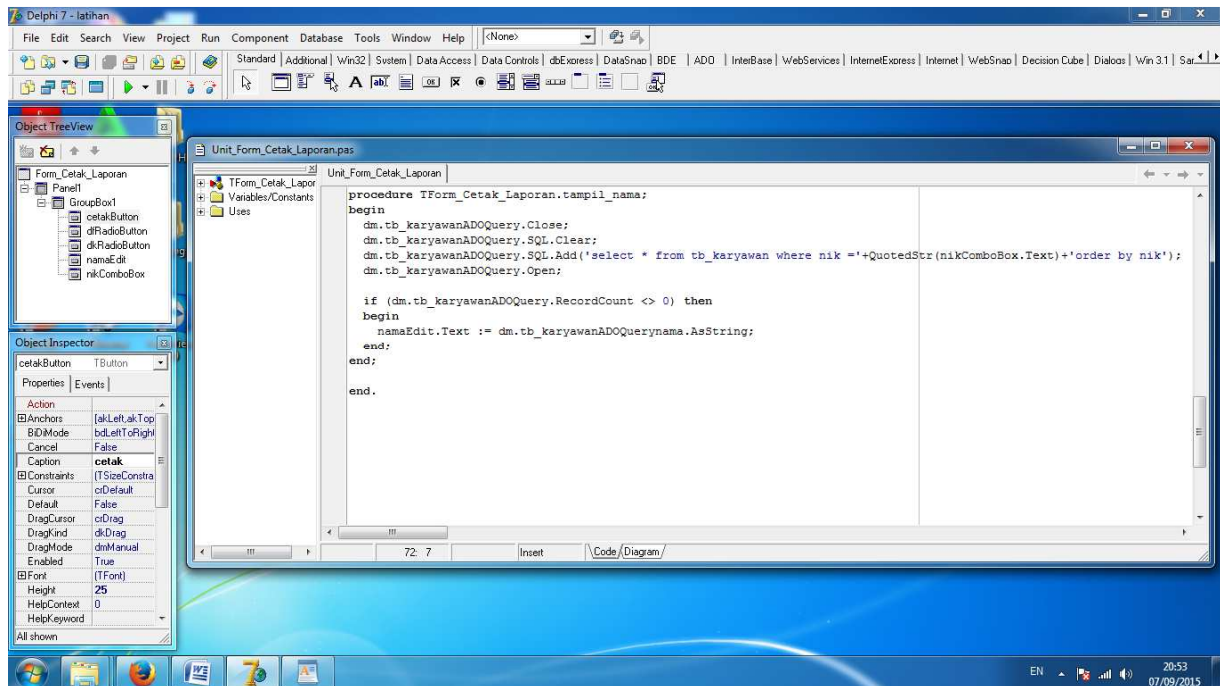 Delphi 7 - latihan
File Edit Search View Project Run Component Database Tools Window Help <None>
Standard Additional Win32 System Data Access Data Controls dbExpress DataSnap BDE ADO InterBase WebServices InternetExpress Internet WebSnap Decision Cube Dialogs Win 3.1
Object TreeView
Form_Cetak_Laporan
Panel1
GroupBox1
cetakButton
dfRadioButton
dkRadioButton
namaEdit
nikComboBox
Object Inspector
cetakButton TButton
Properties Events
Action
Anchors [akLeft,akTop
BiDiMode bdLeftToRight
Cancel False
Caption cetak
Constraints (TSizeConstra
Cursor crDefault
Default False
DragCursor crDrag
DragKind dkDrag
DragMode dmManual
Enabled True
Font (TFont)
Height 25
HelpContext 0
HelpKeyword
All shown
Unit_Form_Cetak_Laporan.pas
TForm_Cetak_Lapor
Variables/Constants
Uses
Unit_Form_Cetak_Laporan
procedure TForm_Cetak_Laporan.tampil_nama;
begin
dm.tb_karyawanADOQuery.Close;
dm.tb_karyawanADOQuery.SQL.Clear;
dm.tb_karyawanADOQuery.SQL.Add('select * from tb_karyawan where nik ='+QuotedStr(nikComboBox.Text)+'order by nik');
dm.tb_karyawanADOQuery.Open;
if (dm.tb_karyawanADOQuery.RecordCount <> 0) then
begin
namaEdit.Text := dm.tb_karyawanADOQuerynama.AsString;
end;
end;
end.
72: 7 Insert Code Diagram
EN 20:53
07/09/2015